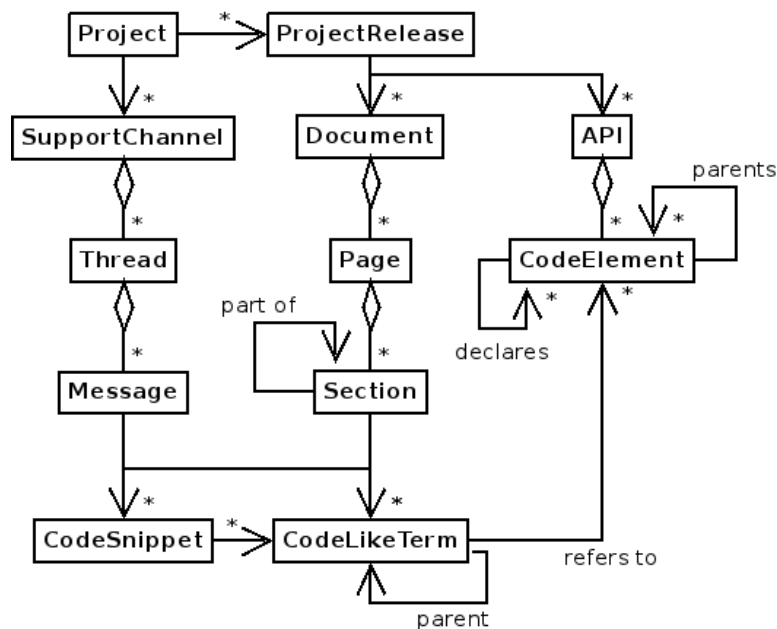 Project
*
ProjectRelease
*
*
*
SupportChannel
Document
API
parents
*
*
*
*
Thread
Page
CodeElement
part of
*
*
declares
*
*
Message
Section
*
*
*
CodeSnippet
CodeLikeTerm
refers to
parent